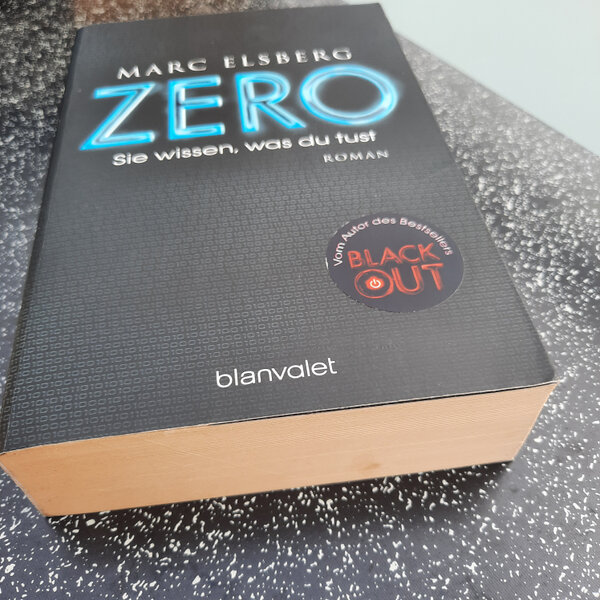 MARC ELSBERG
ZERO
Sie wissen, was du tust
ROMAN
Vom Autor des Bestsellers
BLACK
OUT
blanvalet